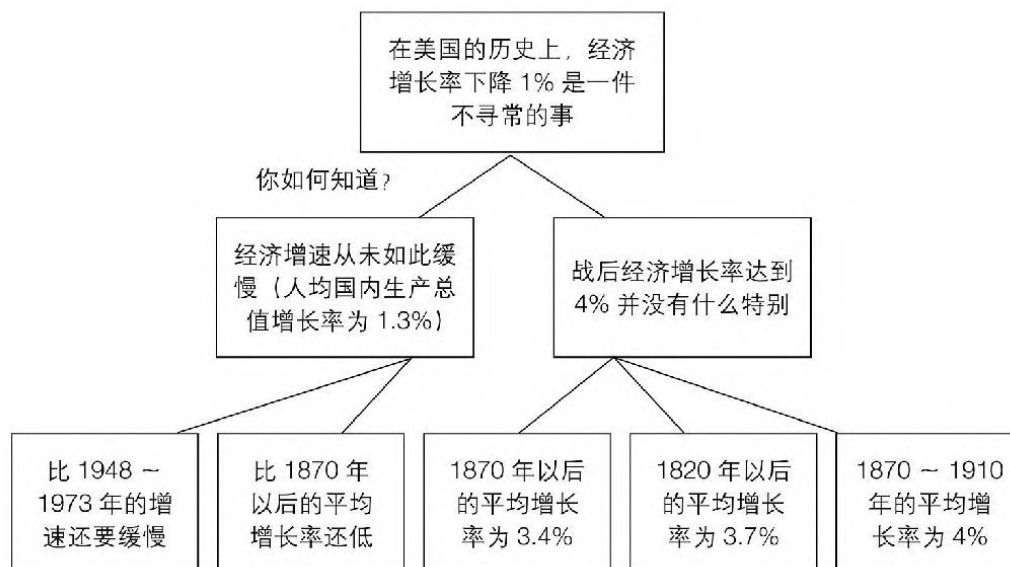 在美国的历史上，经济
增长率下降 1% 是一件
不寻常的事
你如何知道？
经济增速从未如此缓
慢（人均国内生产总
值增长率为 1.3%）
战后经济增长率达到
4% 并没有什么特别
比 1948 ~
1973 年的增
速还要缓慢
比 1870 年
以后的平均
增长率还低
1870 年以后
的平均增长
率为 3.4%
1820 年以后
的平均增长
率为 3.7%
1870 ~ 1910
年的平均增
长率为 4%